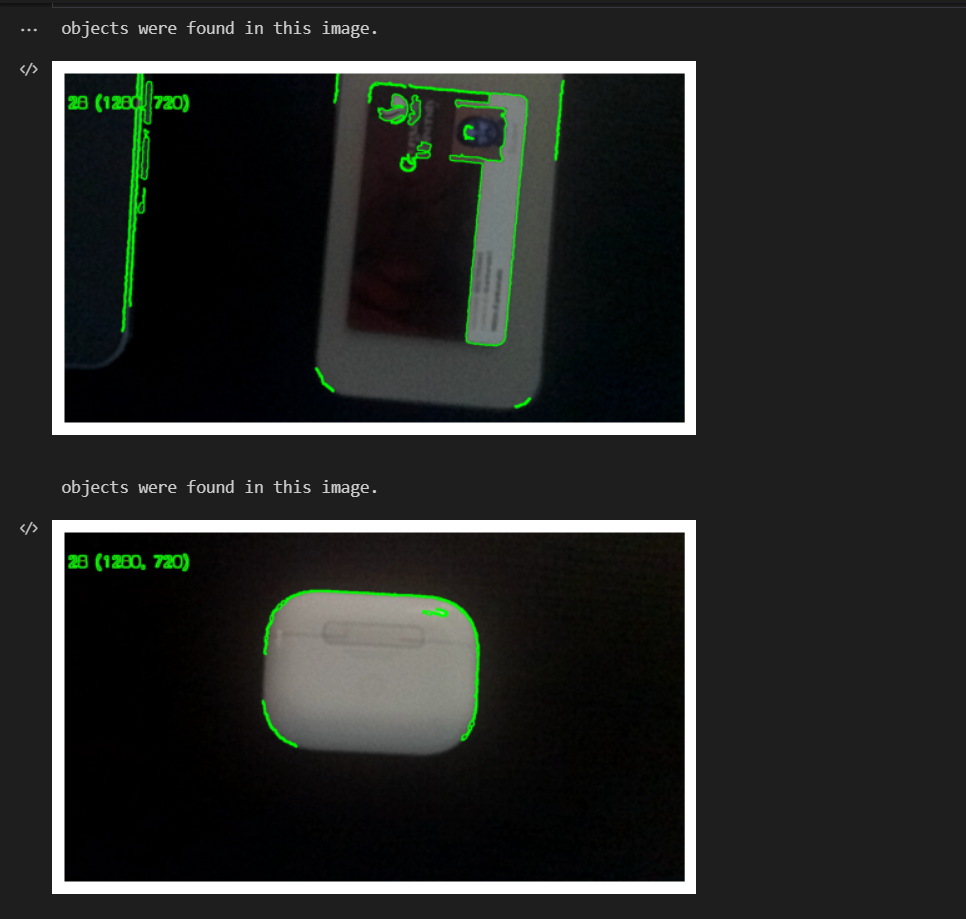 objects were found in this image.
28 (1280, 720)
objects were found in this image.
28 (1280, 720)